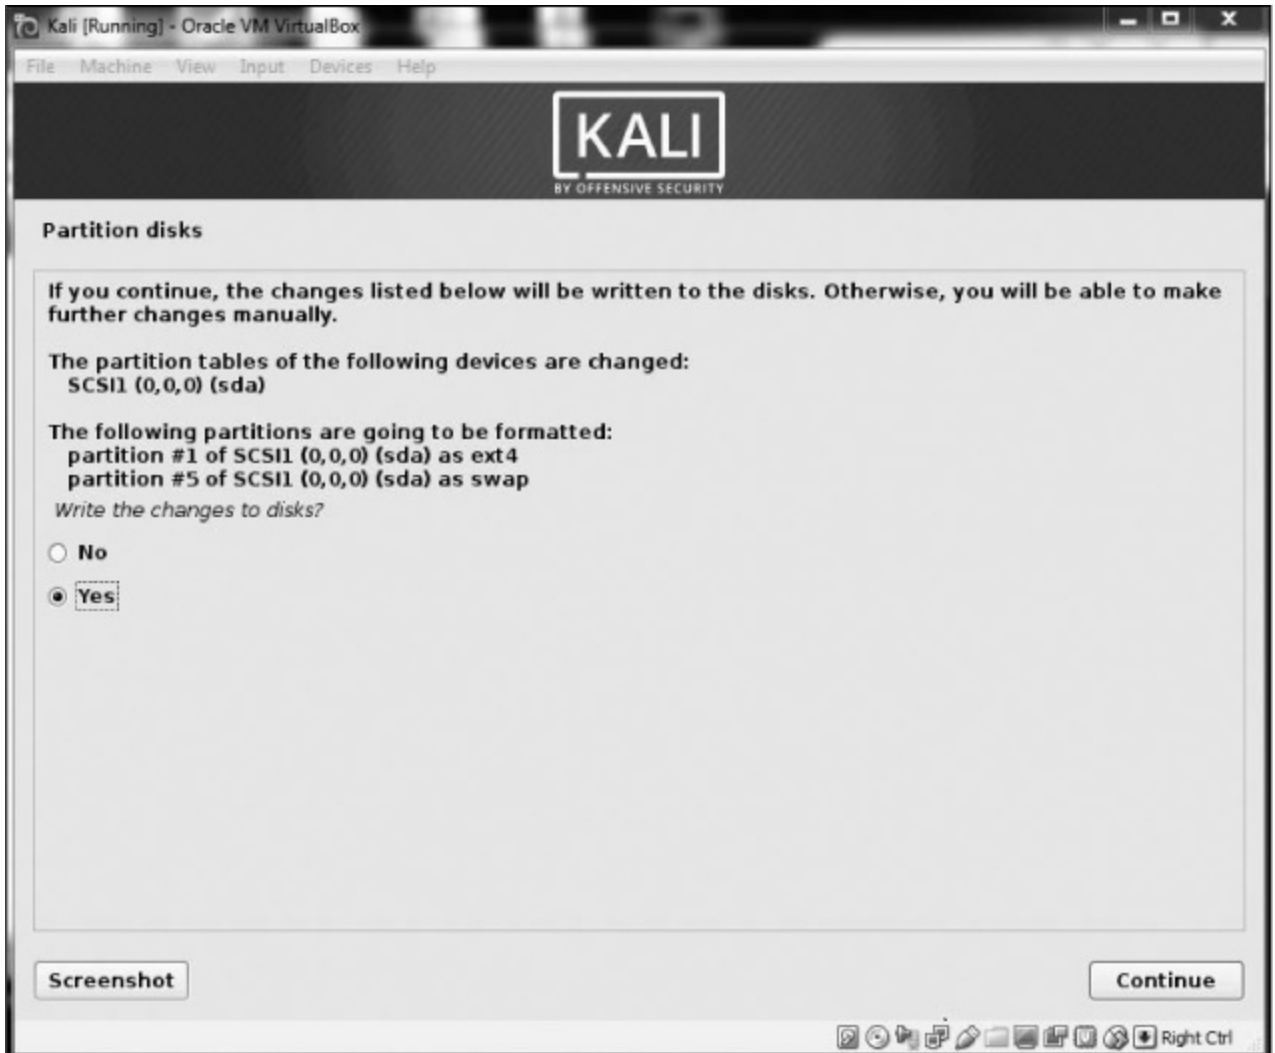 Kali [Running] - Oracle VM VirtualBox
File Machine View Input Devices Help
KALI
BY OFFENSIVE SECURITY
Partition disks
If you continue, the changes listed below will be written to the disks. Otherwise, you will be able to make
further changes manually.
The partition tables of the following devices are changed:
SCSI1 (0,0,0) (sda)
The following partitions are going to be formatted:
partition #1 of SCSI1 (0,0,0) (sda) as ext4
partition #5 of SCSI1 (0,0,0) (sda) as swap
Write the changes to disks?
No
Yes
Screenshot
Continue
Right Ctrl